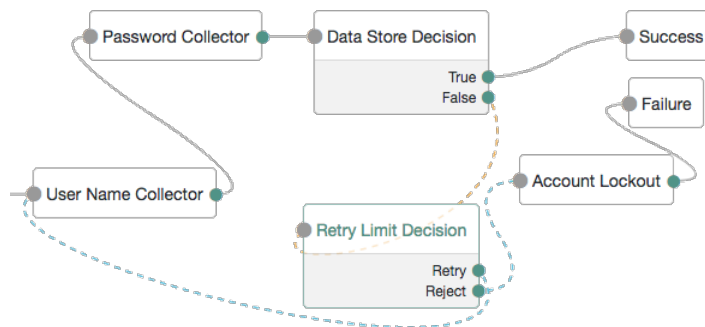 Password Collector
Data Store Decision
Success
True
False
Failure
User Name Collector
Account Lockout
Retry Limit Decision
Retry
Reject